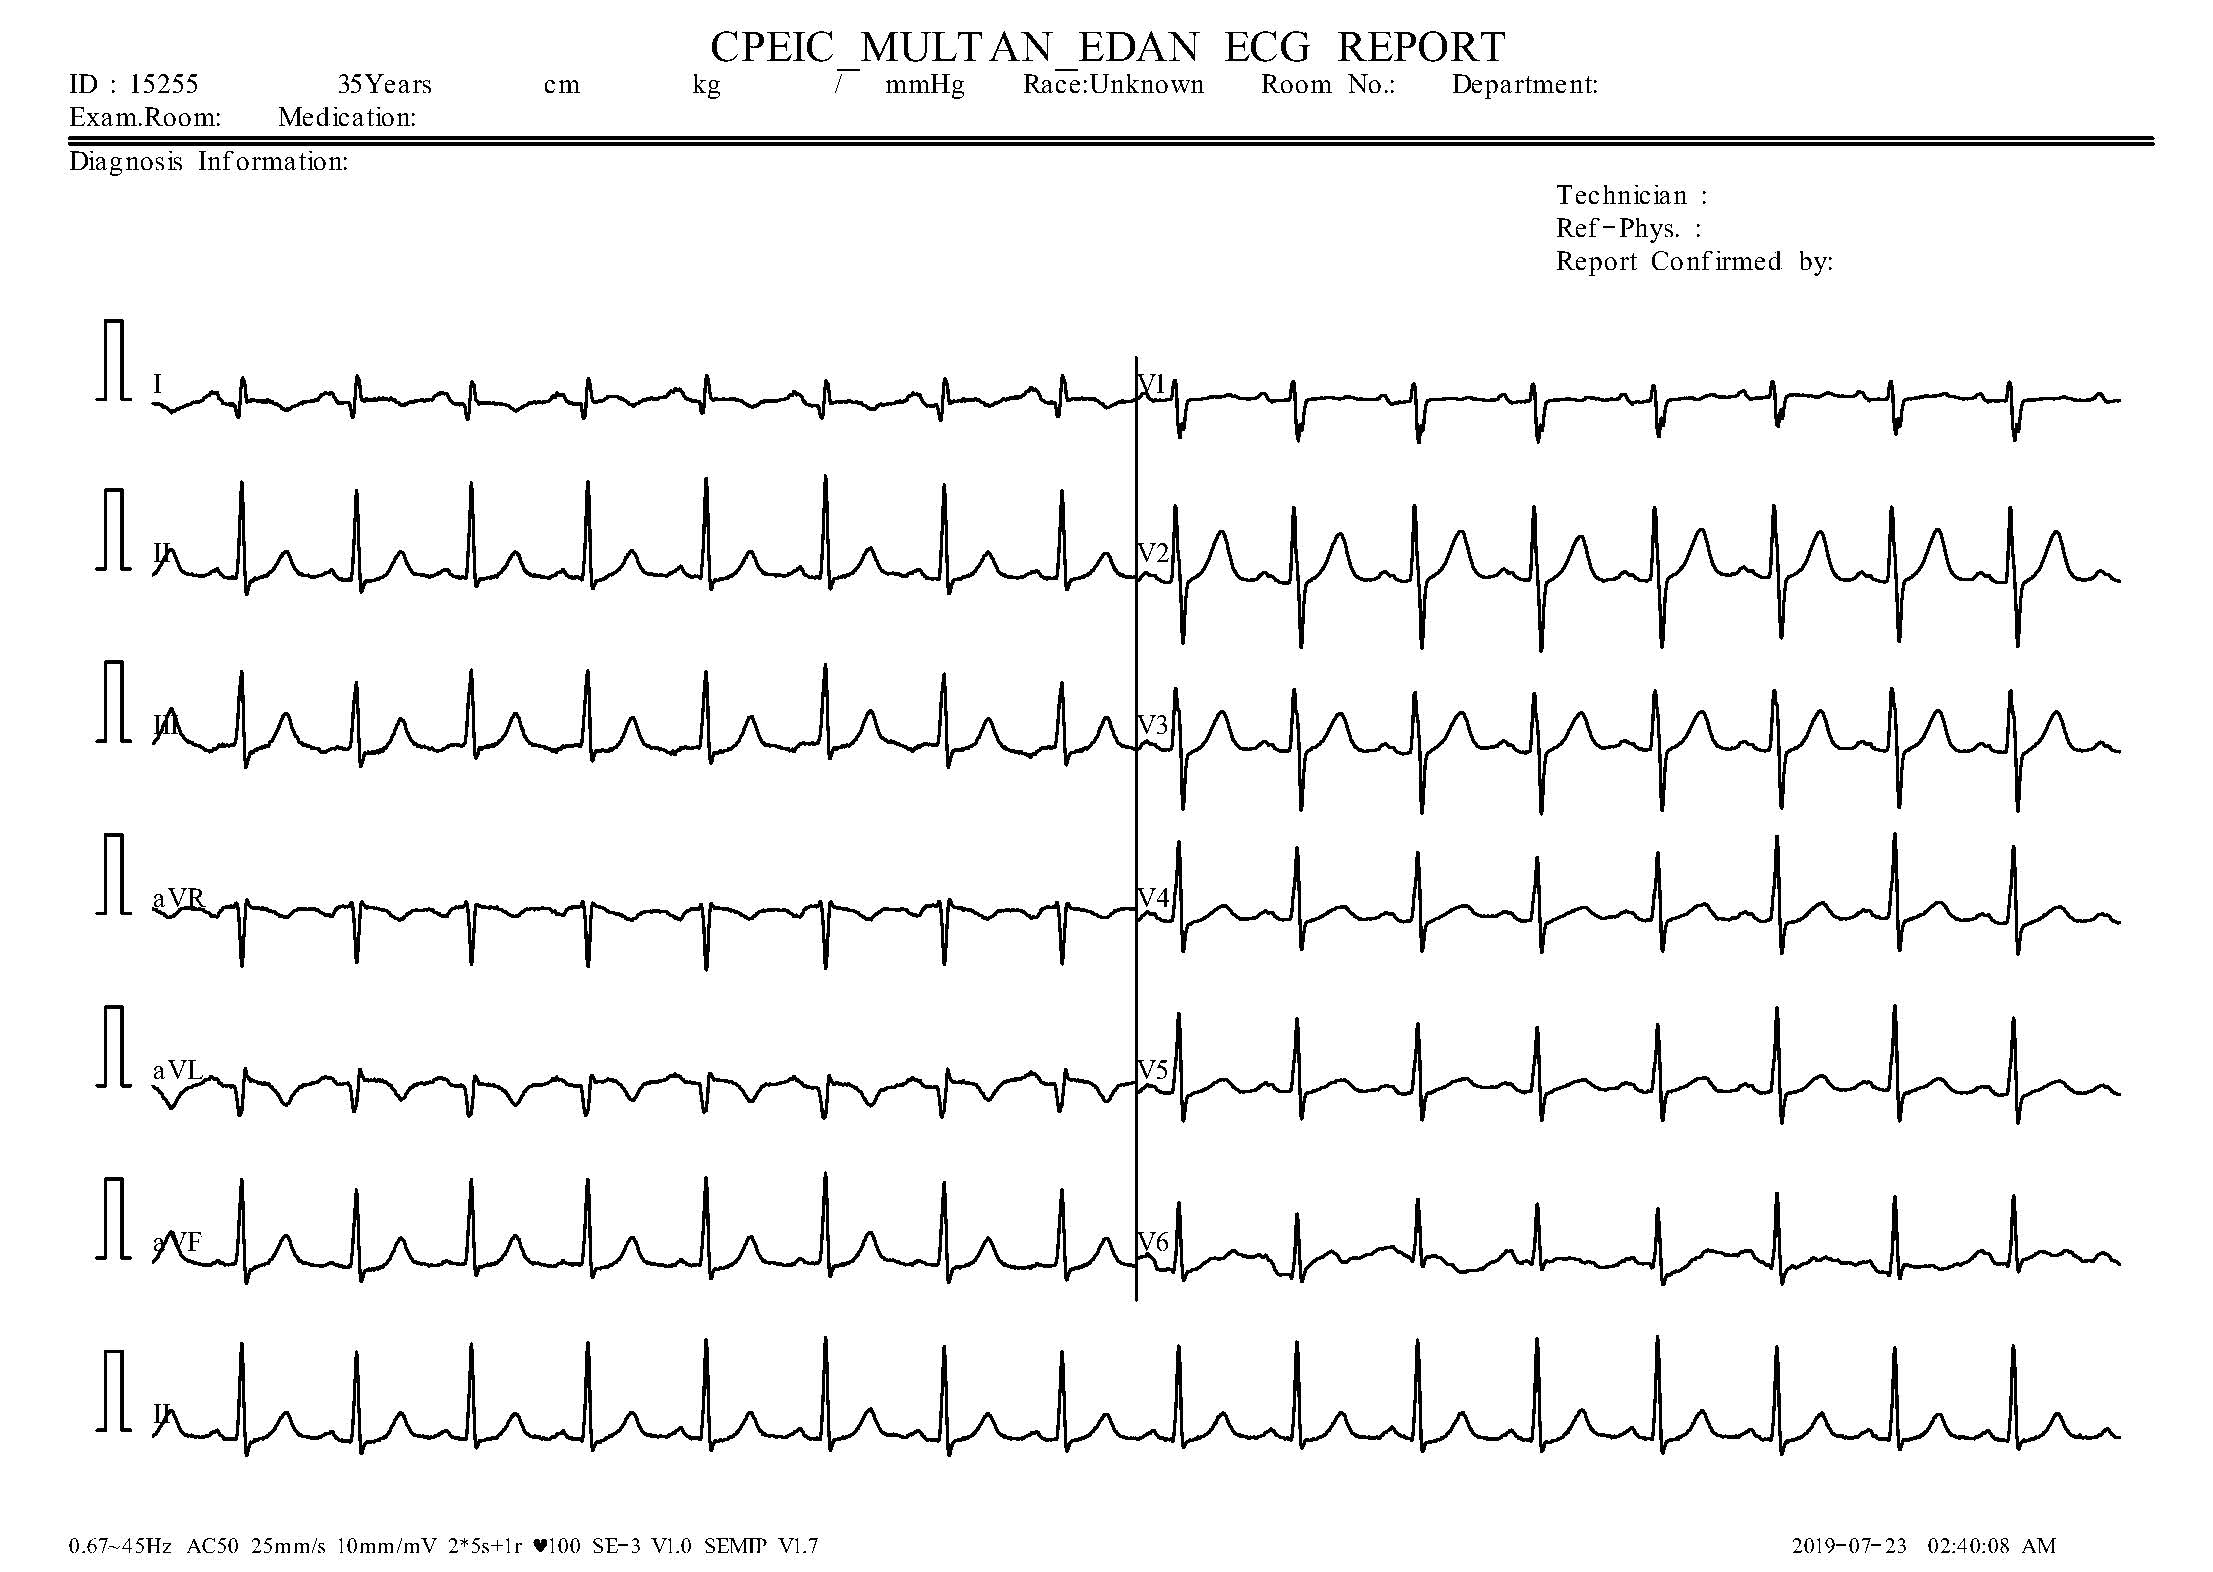 CPEIC_MULTAN_EDAN ECG REPORT
ID : 15255 35Years cm kg / mmHg Race:Unknown Room No.: Department:
Exam.Room: Medication:
Diagnosis Information:
Technician :
Ref-Phys. :
Report Confirmed by:
I V1
II V2
III V3
aVR V4
aVL V5
aVF V6
II
0.67~45Hz AC50 25mm/s 10mm/mV 2*5s+1r ♥100 SE-3 V1.0 SEMIP V1.7 2019-07-23 02:40:08 AM